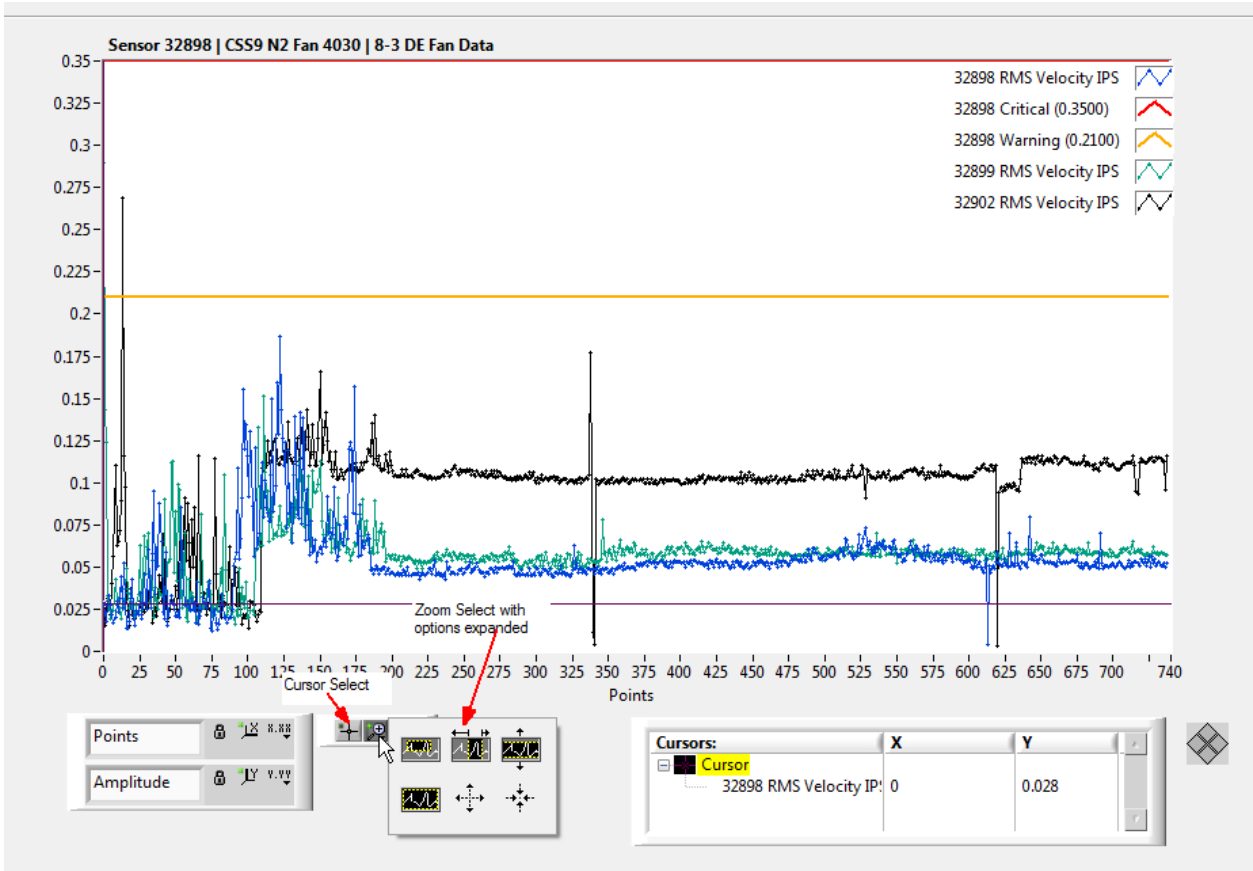 Sensor 32898 | CSS9 N2 Fan 4030 | 8-3 DE Fan Data
32898 RMS Velocity IPS
32898 Critical (0.3500)
32898 Warning (0.2100)
32899 RMS Velocity IPS
32902 RMS Velocity IPS
0.35
0.325
0.3
0.275
0.25
0.225
0.2
0.175
0.15
0.125
0.1
0.075
0.05
0.025
0
Zoom Select with
options expanded
0 25 50 75 100 125 150 175 200 225 250 275 300 325 350 375 400 425 450 475 500 525 550 575 600 625 650 675 700 740
Points
Cursor Select
Points X X.XX
Amplitude Y Y.YY
Cursors: X Y
Cursor
32898 RMS Velocity IP 0 0.028